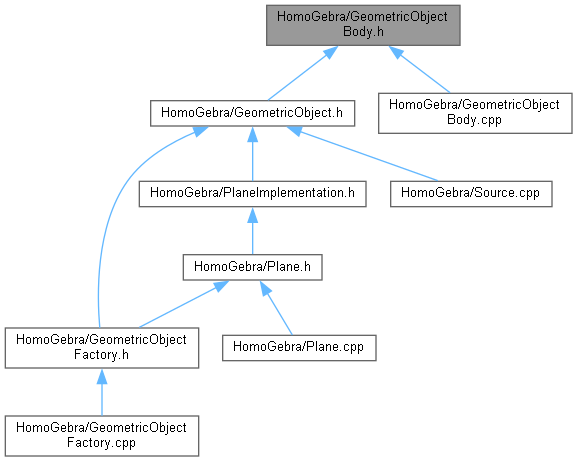 HomoGebra/GeometricObject
Body.h
HomoGebra/GeometricObject.h
HomoGebra/GeometricObject
Body.cpp
HomoGebra/PlaneImplementation.h
HomoGebra/Source.cpp
HomoGebra/Plane.h
HomoGebra/GeometricObject
Factory.h
HomoGebra/Plane.cpp
HomoGebra/GeometricObject
Factory.cpp